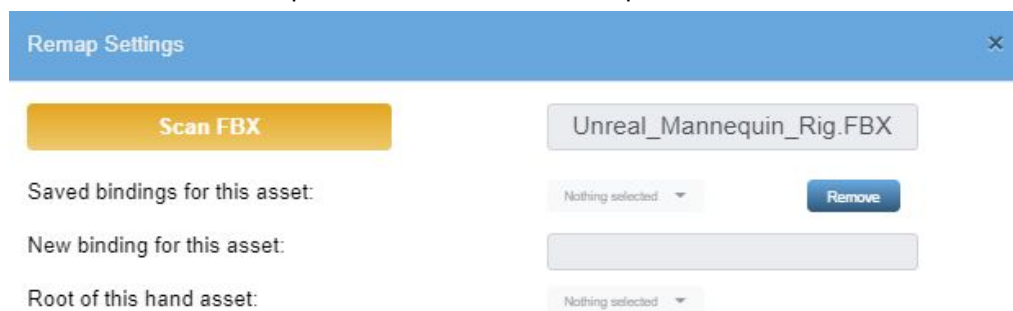 Remap Settings ×
Scan FBX Unreal_Mannequin_Rig.FBX
Saved bindings for this asset: Nothing selected Remove
New binding for this asset:
Root of this hand asset: Nothing selected